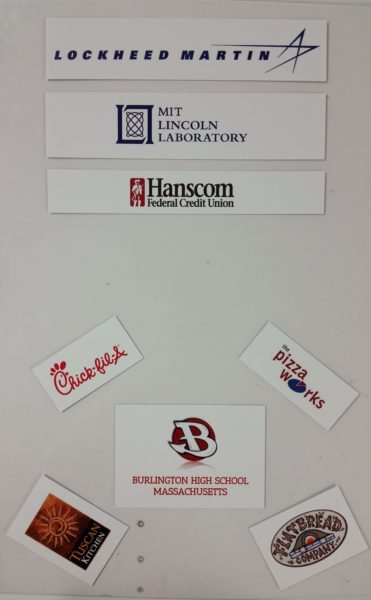 LOCKHEED MARTIN
MIT
LINCOLN
LABORATORY
Hanscom
Federal Credit Union
Chick-fil-A
the
pizza
works
B
BURLINGTON HIGH SCHOOL
MASSACHUSETTS
TUSCAN
KITCHEN
FLATBREAD
COMPANY